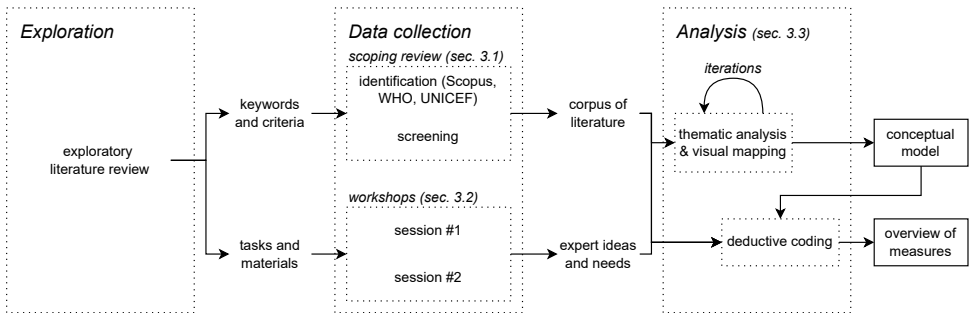 Exploration
exploratory
literature review
keywords
and criteria
tasks and
materials
Data collection
scoping review (sec. 3.1)
identification (Scopus,
WHO, UNICEF)
screening
workshops (sec. 3.2)
session #1
session #2
corpus of
literature
expert ideas
and needs
Analysis (sec. 3.3)
iterations
thematic analysis
& visual mapping
deductive coding
conceptual
model
overview of
measures